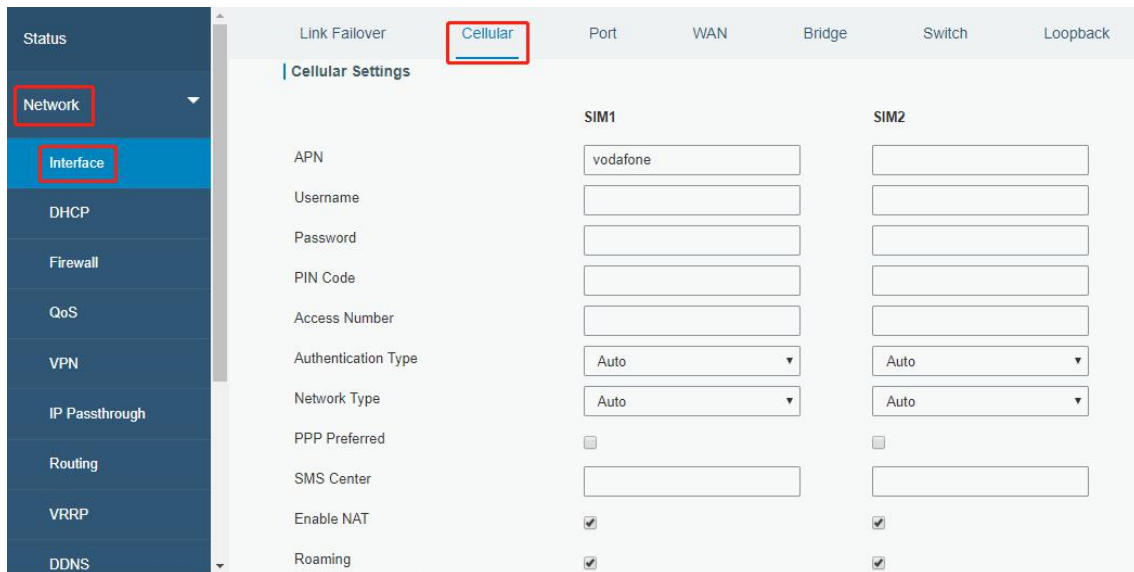 Status
Network
Interface
DHCP
Firewall
QoS
VPN
IP Passthrough
Routing
VRRP
DDNS
Link Failover Cellular Port WAN Bridge Switch Loopback
Cellular Settings
SIM1 SIM2
APN vodafone
Username
Password
PIN Code
Access Number
Authentication Type Auto Auto
Network Type Auto Auto
PPP Preferred
SMS Center
Enable NAT
Roaming